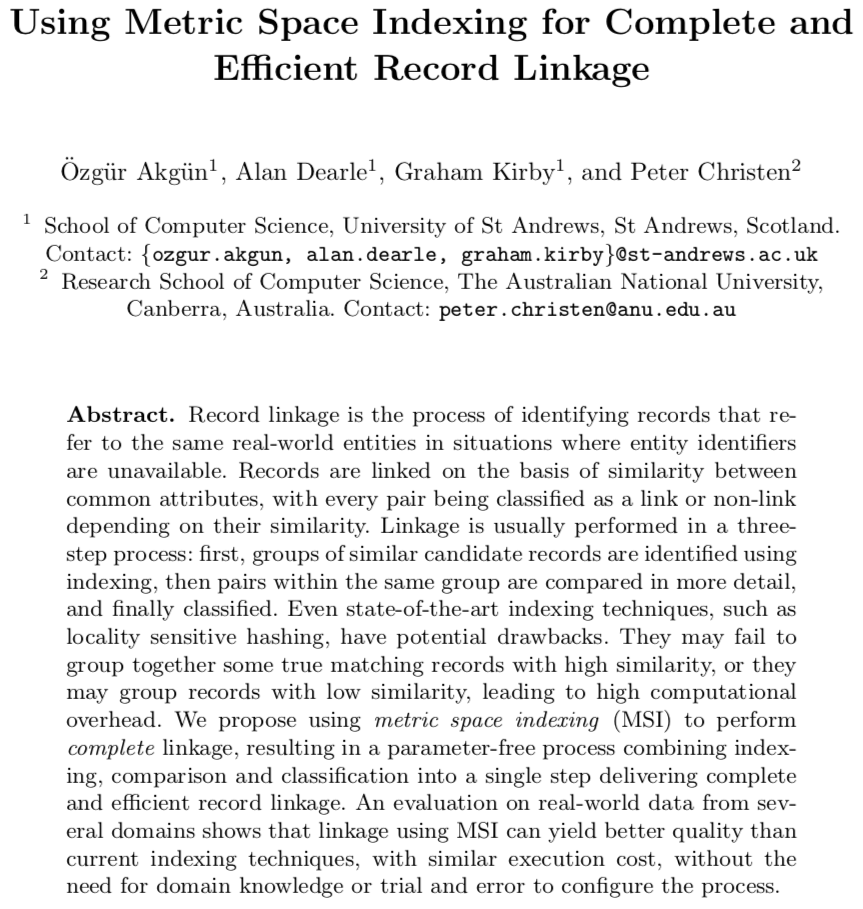 Using Metric Space Indexing for Complete and
Efficient Record Linkage
Özgür Akgün¹, Alan Dearle¹, Graham Kirby¹, and Peter Christen²
¹ School of Computer Science, University of St Andrews, St Andrews, Scotland.
Contact: {ozgur.akgun, alan.dearle, graham.kirby}@st-andrews.ac.uk
² Research School of Computer Science, The Australian National University,
Canberra, Australia. Contact: peter.christen@anu.edu.au
Abstract. Record linkage is the process of identifying records that re-
fer to the same real-world entities in situations where entity identifiers
are unavailable. Records are linked on the basis of similarity between
common attributes, with every pair being classified as a link or non-link
depending on their similarity. Linkage is usually performed in a three-
step process: first, groups of similar candidate records are identified using
indexing, then pairs within the same group are compared in more detail,
and finally classified. Even state-of-the-art indexing techniques, such as
locality sensitive hashing, have potential drawbacks. They may fail to
group together some true matching records with high similarity, or they
may group records with low similarity, leading to high computational
overhead. We propose using metric space indexing (MSI) to perform
complete linkage, resulting in a parameter-free process combining index-
ing, comparison and classification into a single step delivering complete
and efficient record linkage. An evaluation on real-world data from sev-
eral domains shows that linkage using MSI can yield better quality than
current indexing techniques, with similar execution cost, without the
need for domain knowledge or trial and error to configure the process.